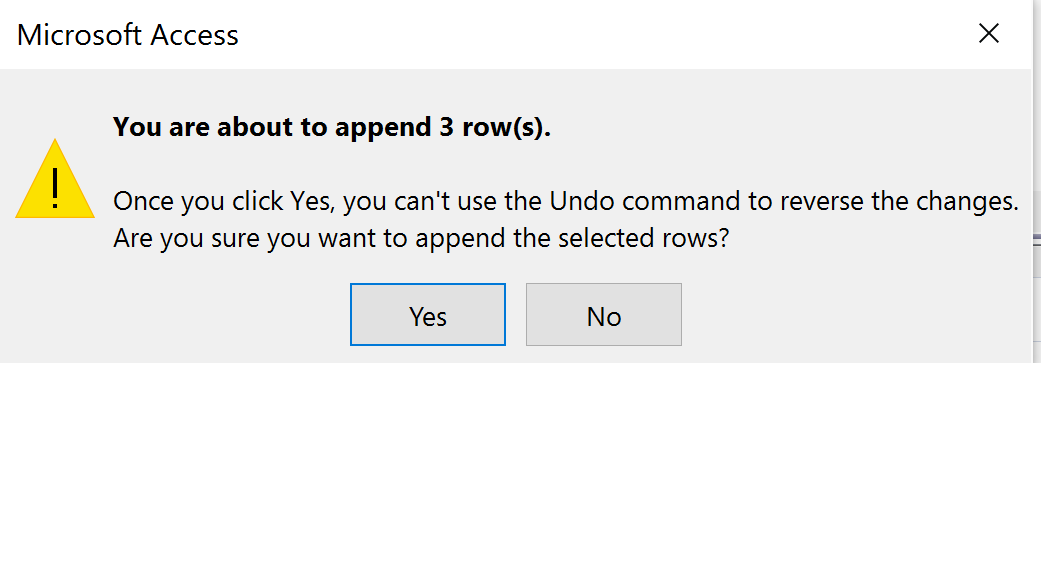 Microsoft Access
You are about to append 3 row(s).
Once you click Yes, you can't use the Undo command to reverse the changes.
Are you sure you want to append the selected rows?
Yes
No